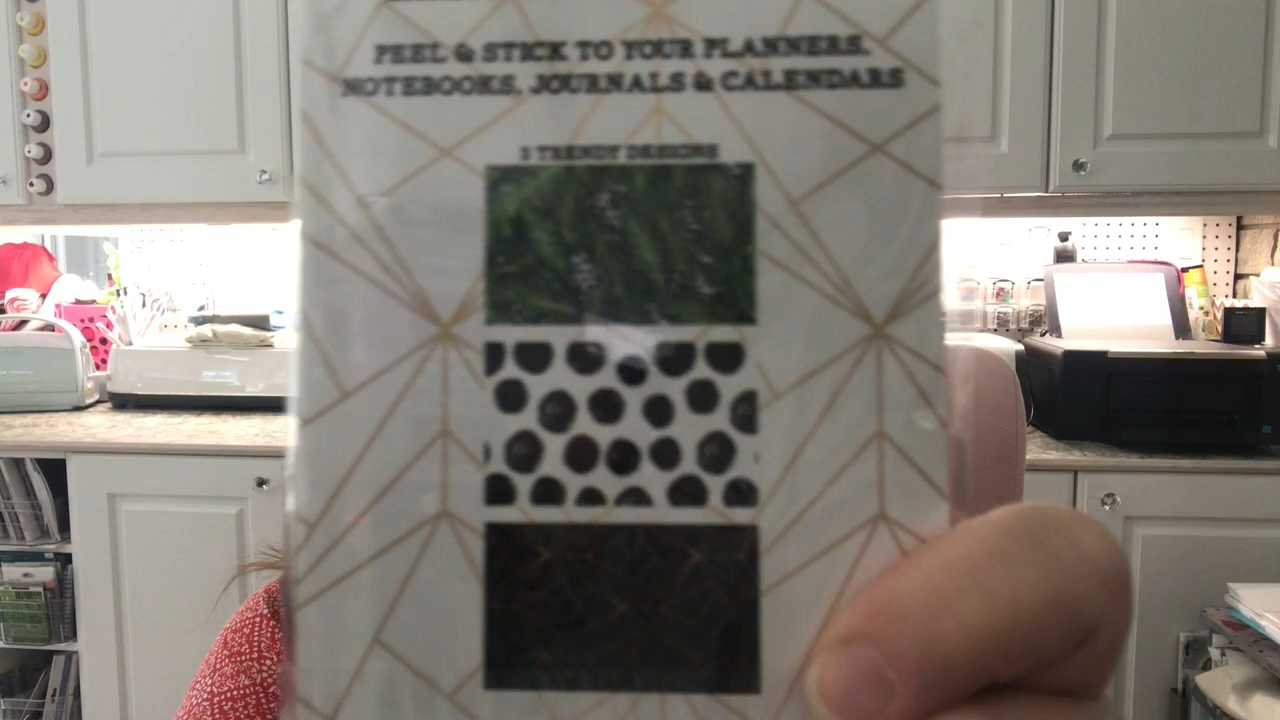 PEEL & STICK TO YOUR PLANNERS,
NOTEBOOKS, JOURNALS & CALENDARS
3 TRENDY DESIGNS